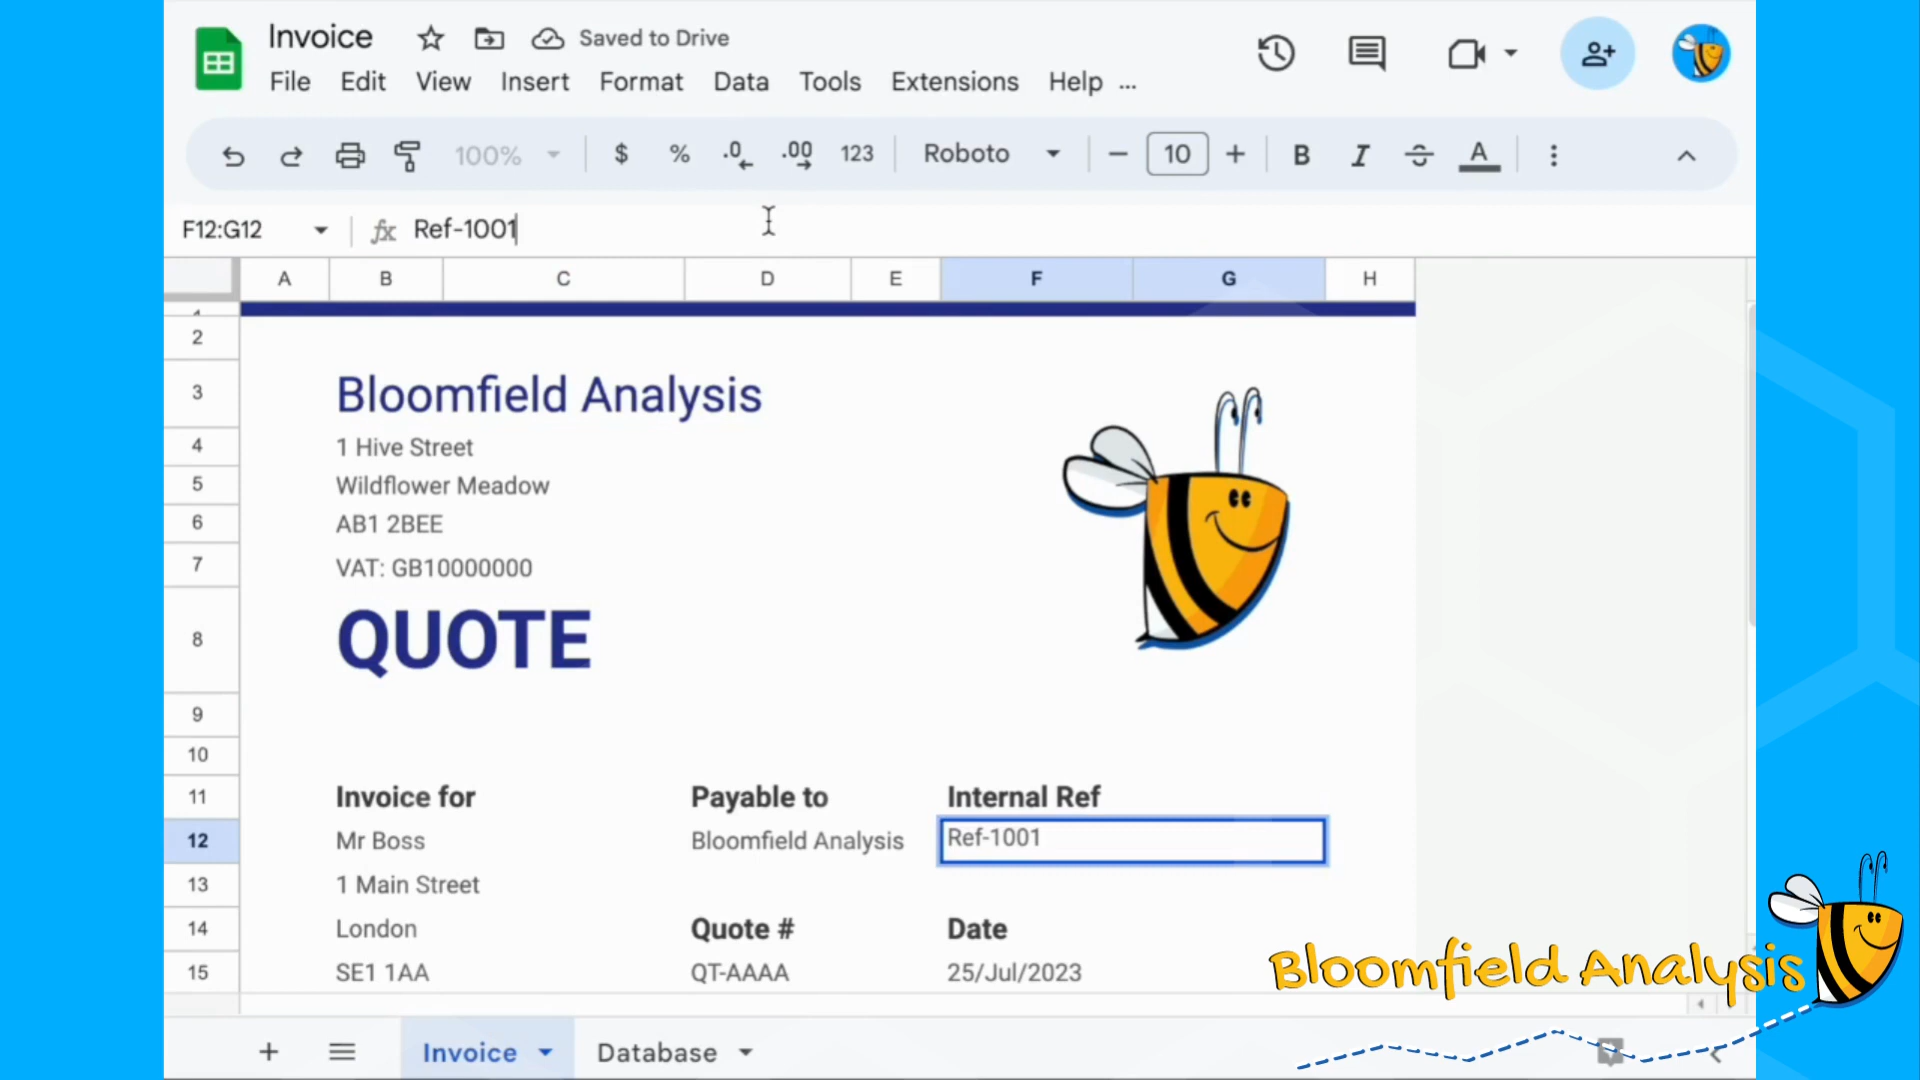 Invoice
Saved to Drive
File Edit View Insert Format Data Tools Extensions Help ...
100% $ % .0 .00 123 Roboto 10 B I A
F12:G12 fx Ref-1001
A B C D E F G H
1
2
3 Bloomfield Analysis
4 1 Hive Street
5 Wildflower Meadow
6 AB1 2BEE
7 VAT: GB10000000
8 QUOTE
9
10
11 Invoice for Payable to Internal Ref
12 Mr Boss Bloomfield Analysis Ref-1001
13 1 Main Street
14 London Quote # Date
15 SE1 1AA QT-AAAA 25/Jul/2023
Bloomfield Analysis
Invoice Database